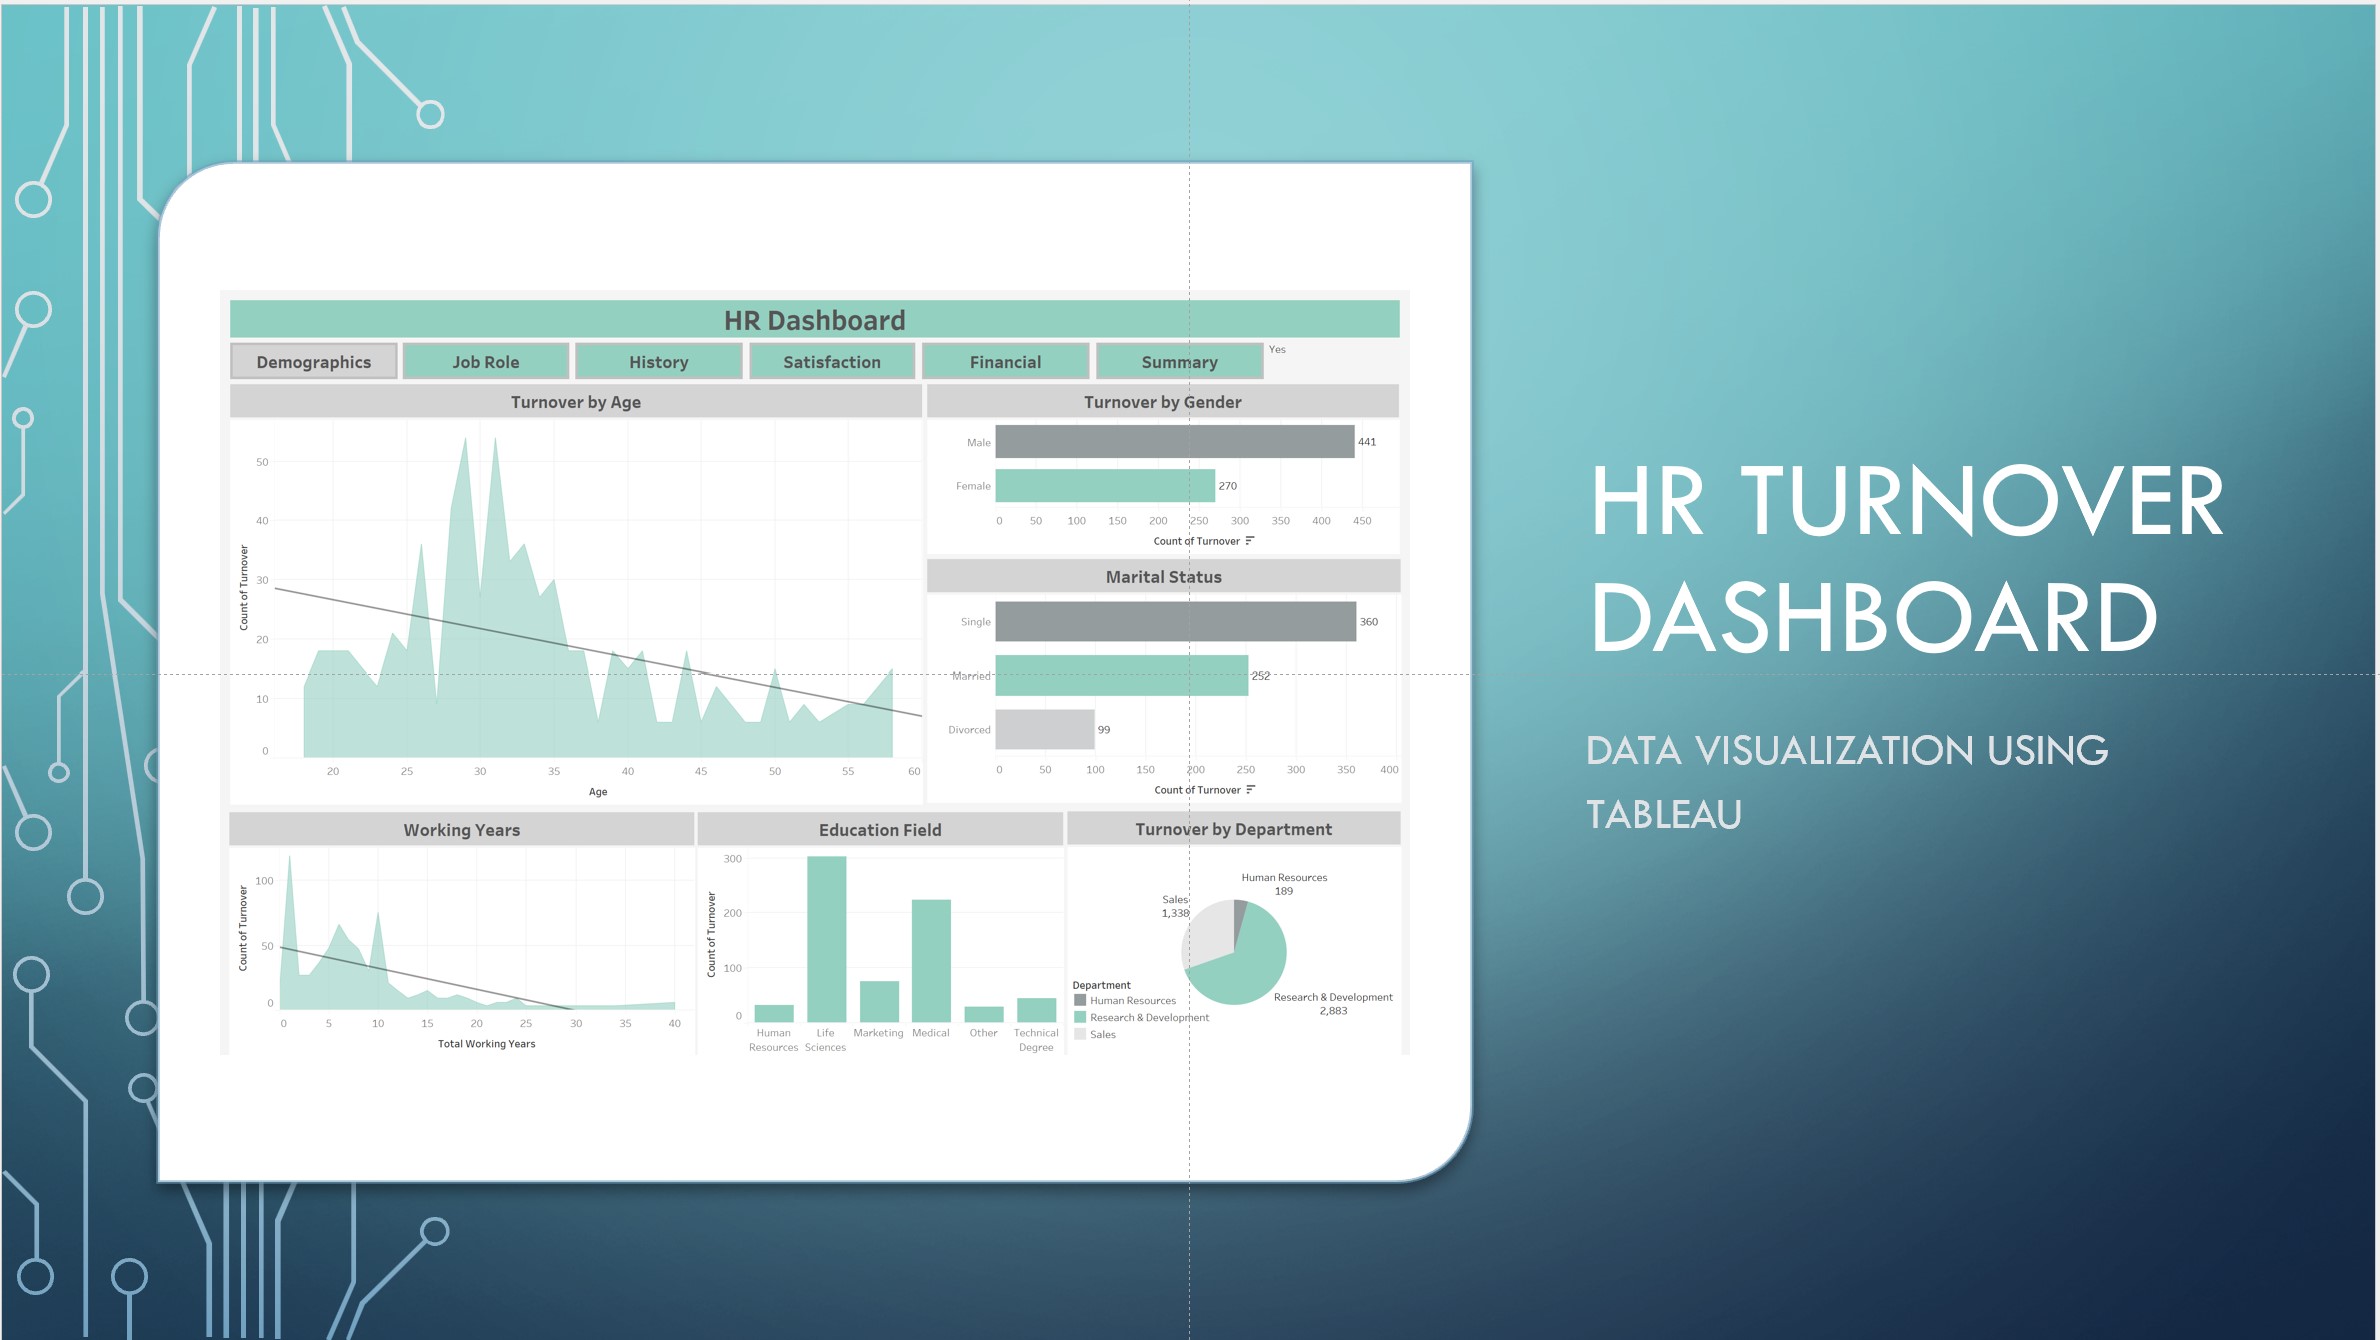 HR Dashboard
Demographics Job Role History Satisfaction Financial Summary Yes
Turnover by Age
50
40
30
20
10
0
Count of Turnover
20 25 30 35 40 45 50 55 60
Age
Turnover by Gender
Male 441
Female 270
0 50 100 150 200 250 300 350 400 450
Count of Turnover
Marital Status
Single 360
Married 252
Divorced 99
0 50 100 150 200 250 300 350 400
Count of Turnover
Working Years
100
50
0
Count of Turnover
0 5 10 15 20 25 30 35 40
Total Working Years
Education Field
300
200
100
0
Count of Turnover
Human Resources
Life Sciences
Marketing
Medical
Other
Technical Degree
Turnover by Department
Human Resources
189
Sales
1,338
Research & Development
2,883
Department
Human Resources
Research & Development
Sales
HR TURNOVER
DASHBOARD
DATA VISUALIZATION USING
TABLEAU